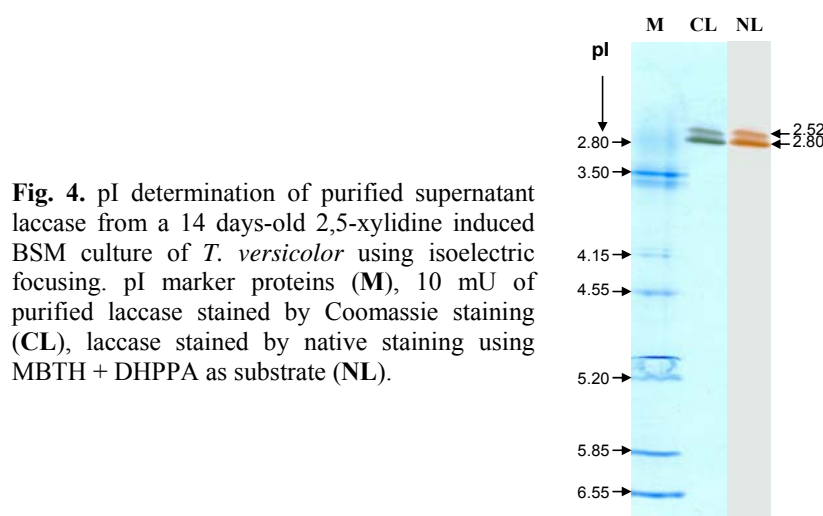 M CL NL
pI
2.52
2.80
2.80
3.50
4.15
4.55
5.20
5.85
6.55
Fig. 4. pI determination of purified supernatant
laccase from a 14 days-old 2,5-xylidine induced
BSM culture of T. versicolor using isoelectric
focusing. pI marker proteins (M), 10 mU of
purified laccase stained by Coomassie staining
(CL), laccase stained by native staining using
MBTH + DHPPA as substrate (NL).